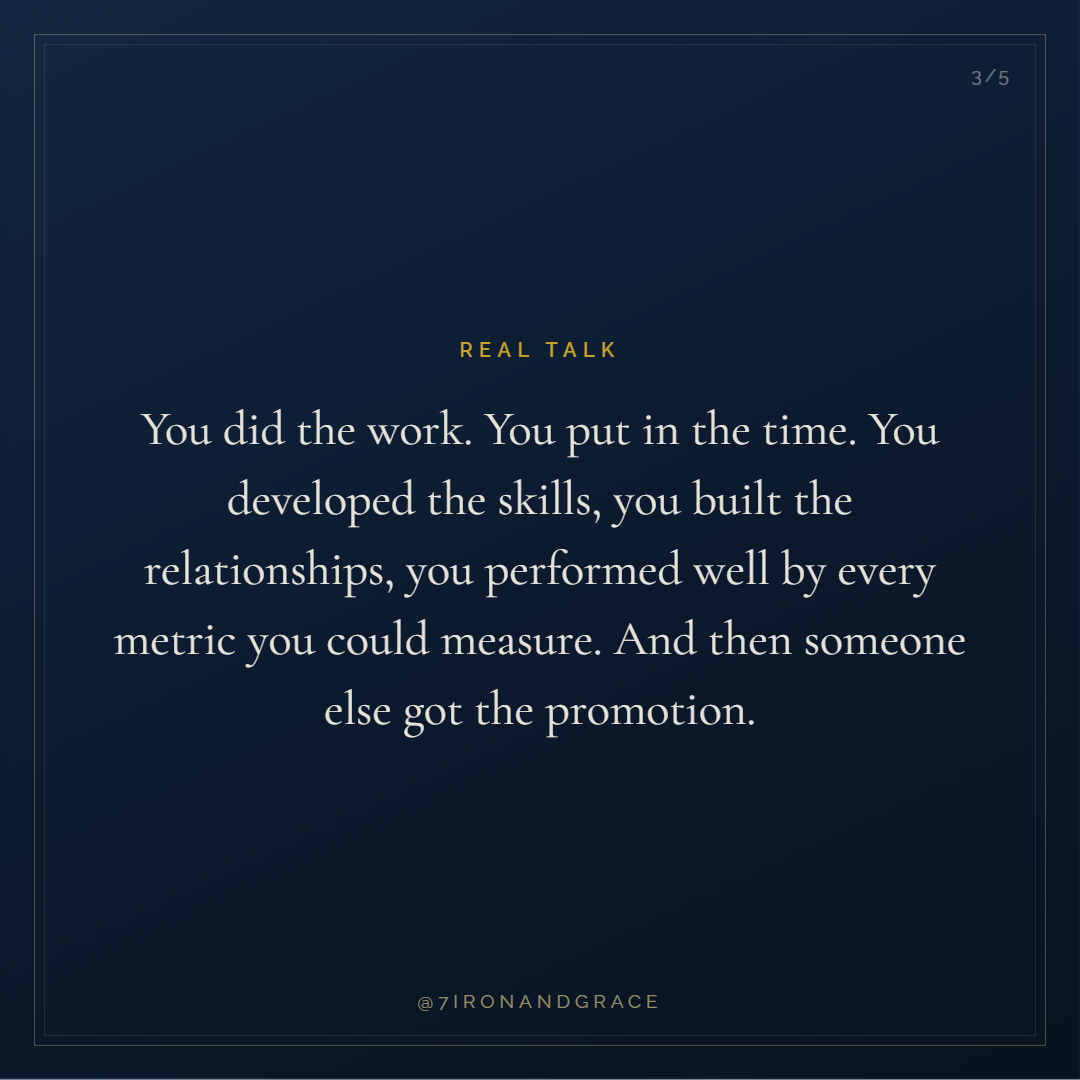 3/5
REAL TALK
You did the work. You put in the time. You
developed the skills, you built the
relationships, you performed well by every
metric you could measure. And then someone
else got the promotion.
@7IRONANDGRACE